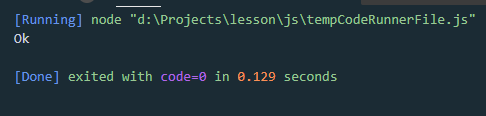 [Running] node "d:\Projects\lesson\js\tempCodeRunnerFile.js"
Ok
[Done] exited with code=0 in 0.129 seconds